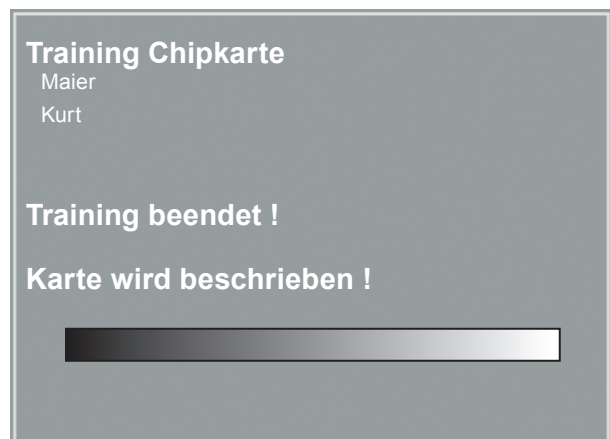 Training Chipkarte
Maier
Kurt
Training beendet !
Karte wird beschrieben !